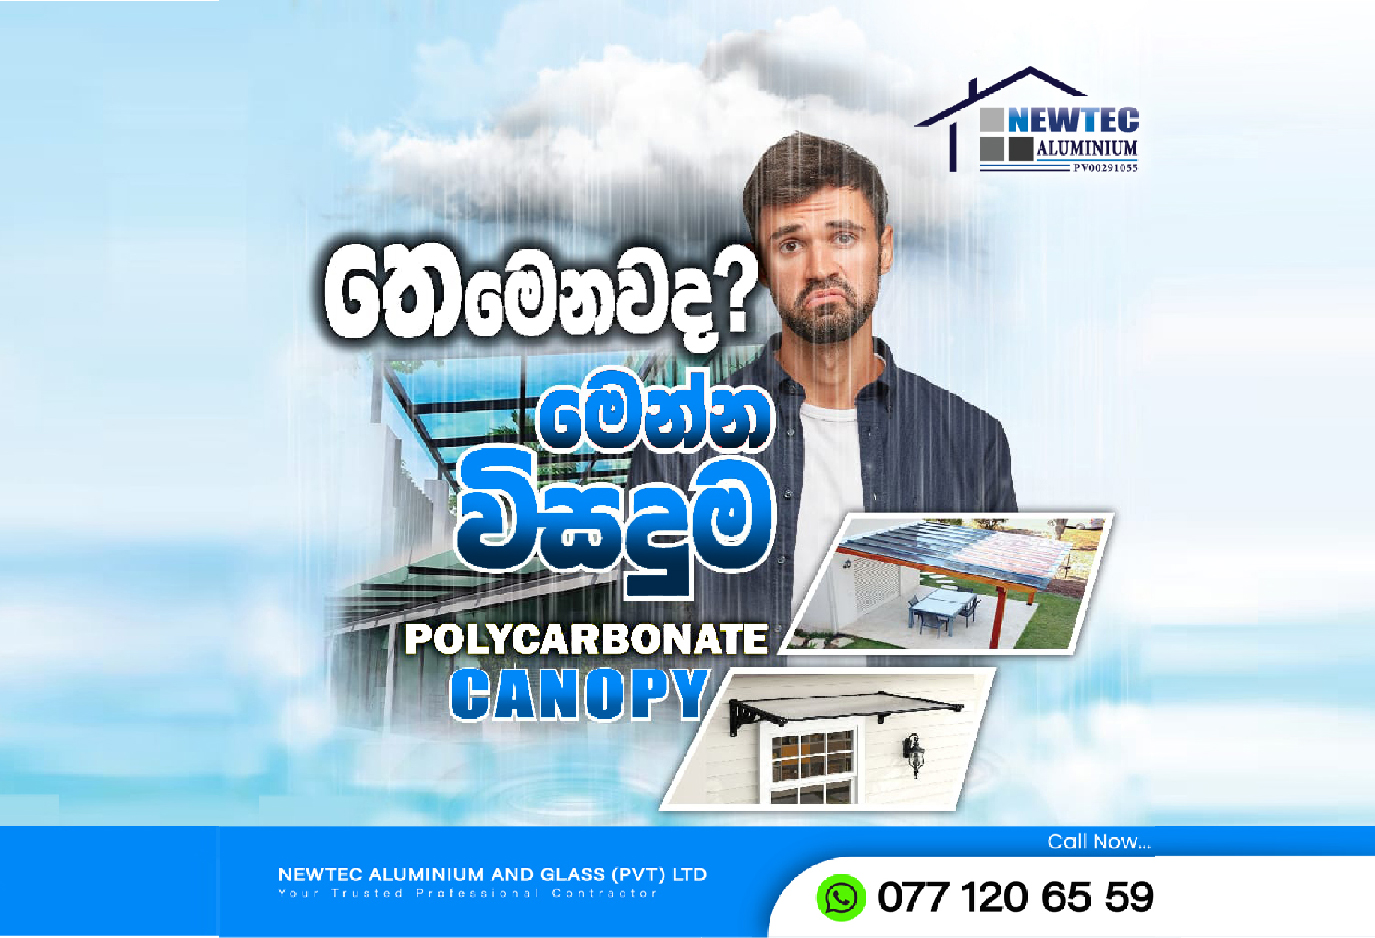 NEWTEC
ALUMINIUM
PV00291055
තෙමෙනවද?
මෙන්න
විසදුම
POLYCARBONATE
CANOPY
Call Now...
NEWTEC ALUMINIUM AND GLASS (PVT) LTD
Your Trusted Professional Contractor
077 120 65 59